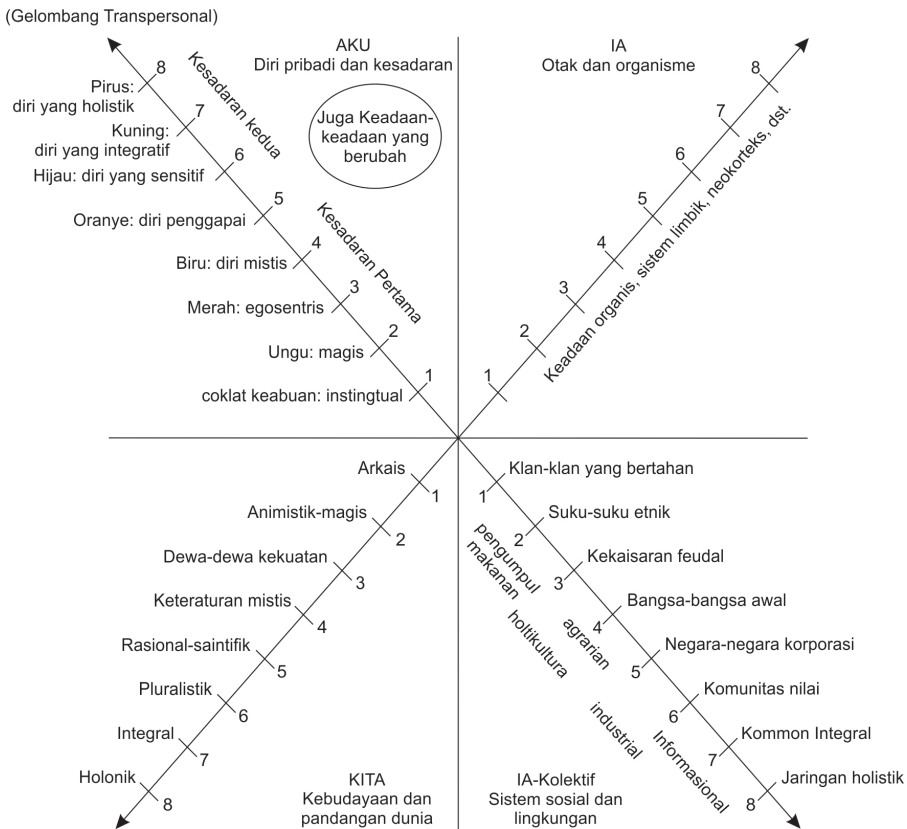 (Gelombang Transpersonal)
AKU
Diri pribadi dan kesadaran
Juga Keadaan-
keadaan yang
berubah
8
Pirus:
diri yang holistik
7
Kuning:
diri yang integratif
6
Hijau: diri yang sensitif
5
Oranye: diri penggapai
4
Biru: diri mistis
3
Merah: egosentris
2
Ungu: magis
1
coklat keabuan: instingtual
Kesadaran kedua
Kesadaran Pertama
IA
Otak dan organisme
8
7
6
5
4
3
2
1
Keadaan organis, sistem limbik, neokorteks, dst.
Arkais
1
Animistik-magis
2
Dewa-dewa kekuatan
3
Keteraturan mistis
4
Rasional-saintifik
5
Pluralistik
6
Integral
7
Holonik
8
KITA
Kebudayaan dan
pandangan dunia
Klan-klan yang bertahan
1
Suku-suku etnik
2
Kekaisaran feudal
3
Bangsa-bangsa awal
4
Negara-negara korporasi
5
Komunitas nilai
6
Kommon Integral
7
Jaringan holistik
8
pengumpul
makanan
holtikultura
agrarian
industrial
Informasional
IA-Kolektif
Sistem sosial dan
lingkungan